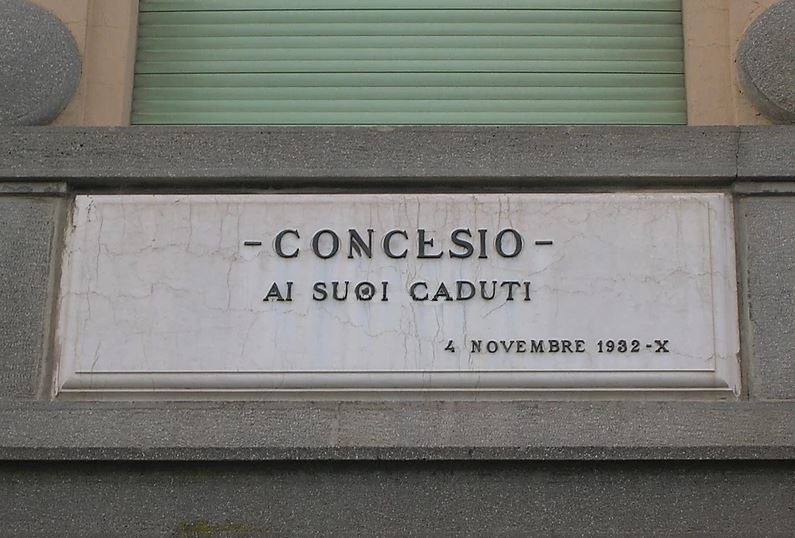 - CONCESIO -
AI SUOI CADUTI
4 NOVEMBRE 1932 - X